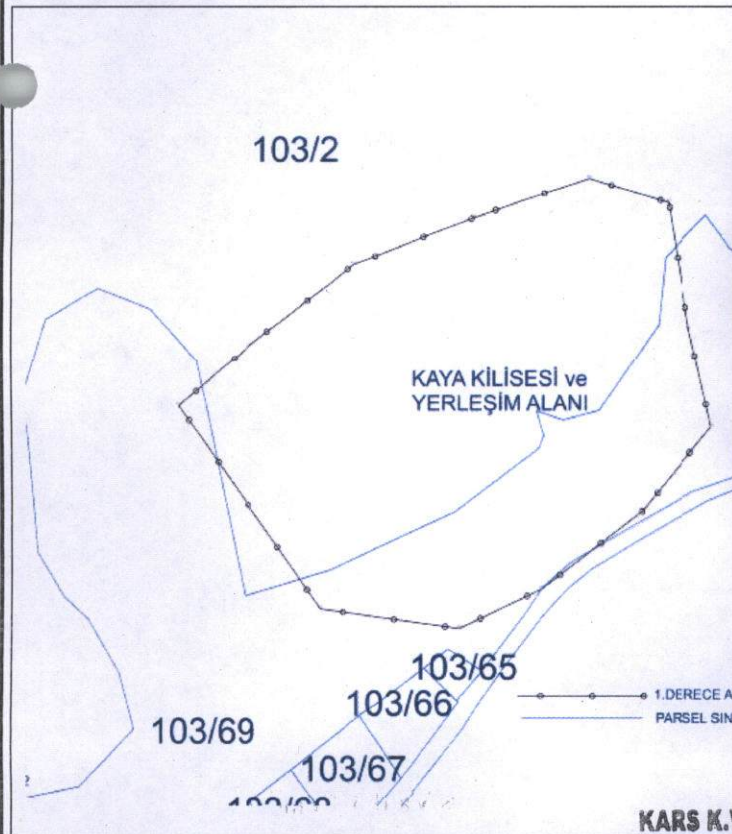 103/2
KAYA KİLİSESİ ve
YERLEŞİM ALANI
103/65
103/66
1.DERECE A
PARSEL SIN
103/69
103/67
KARS K.